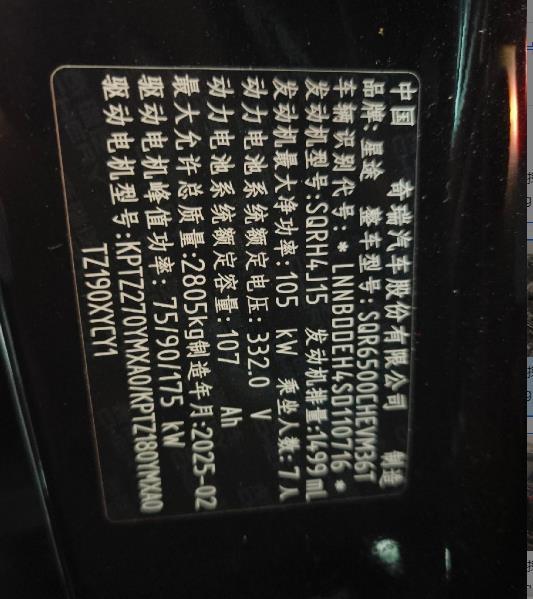 中国 奇瑞汽车股份有限公司 制造
品牌: 星途 整车型号: SQR6500CHEVM36T
车辆识别代号: * LNNBDDEH4SD110716 *
发动机型号: SQRH4J15 发动机排量: 1499 mL
发动机最大净功率: 105 kW 乘坐人数: 7人
动力电池系统额定电压: 332.0 V
动力电池系统额定容量: 107 Ah
最大允许总质量: 2805kg 制造年月: 2025-02
驱动电机峰值功率: 75/90/175 kW
驱动电机型号: KPTZ270YMXA0/KPTZ180YWXA0
TZ190XYLCY1